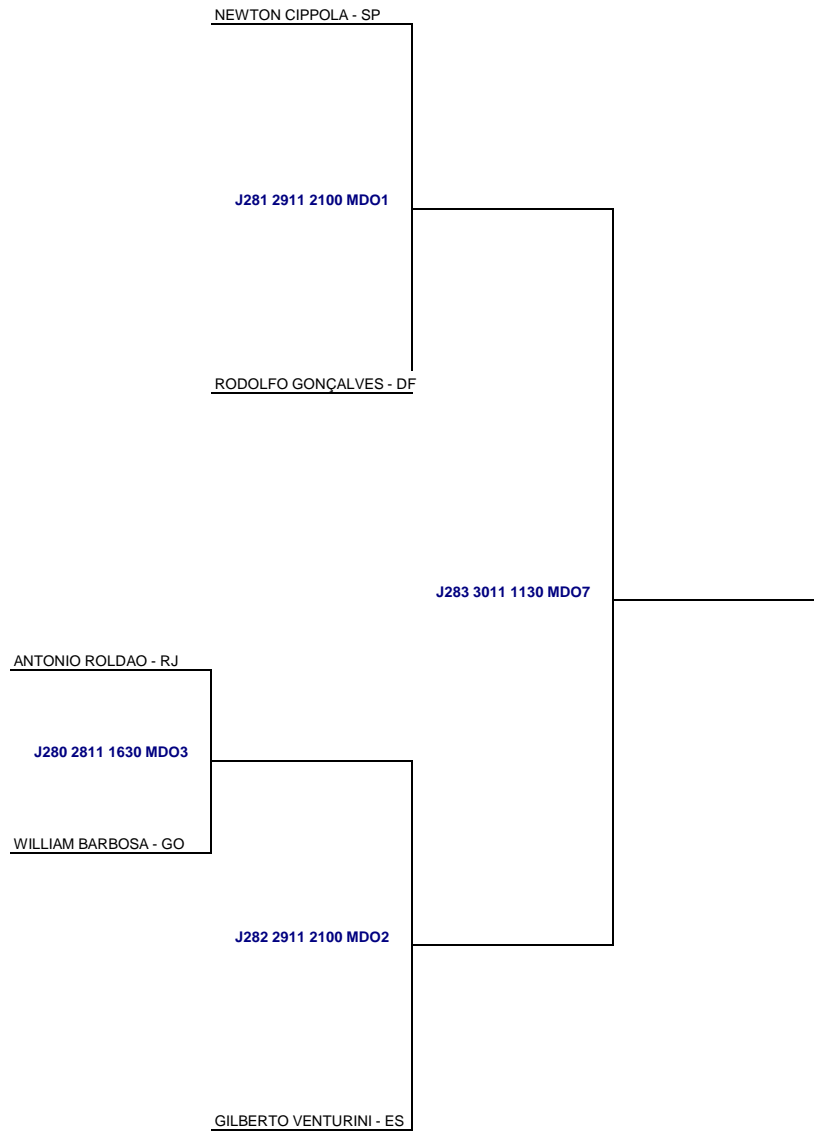 NEWTON CIPPOLA - SP
J281 2911 2100 MDO1
RODOLFO GONÇALVES - DF
J283 3011 1130 MDO7
ANTONIO ROLDAO - RJ
J280 2811 1630 MDO3
WILLIAM BARBOSA - GO
J282 2911 2100 MDO2
GILBERTO VENTURINI - ES